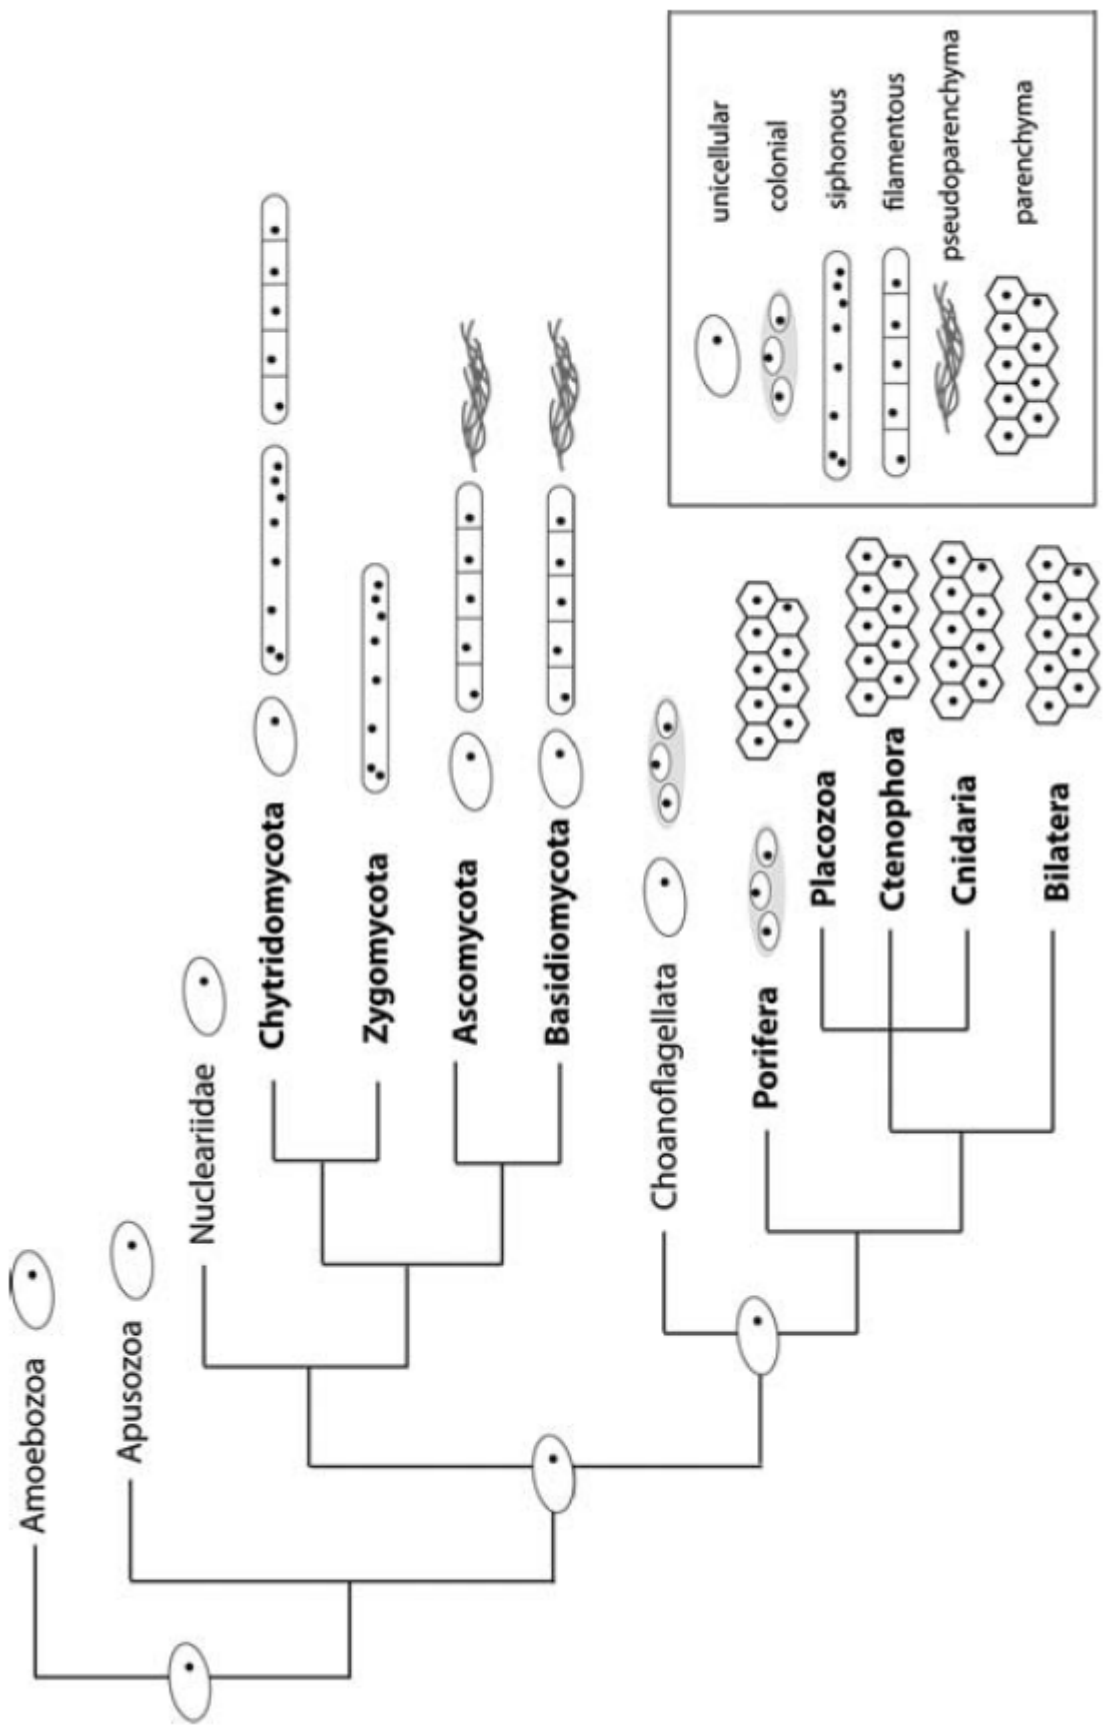 Amoebozoa
Apusozoa
Nucleariidae
Chytridomycota
Zygomycota
Ascomycota
Basidiomycota
Choanoflagellata
Porifera
Placozoa
Ctenophora
Cnidaria
Bilatera
unicellular
colonial
siphonous
filamentous
pseudoparenchyma
parenchyma